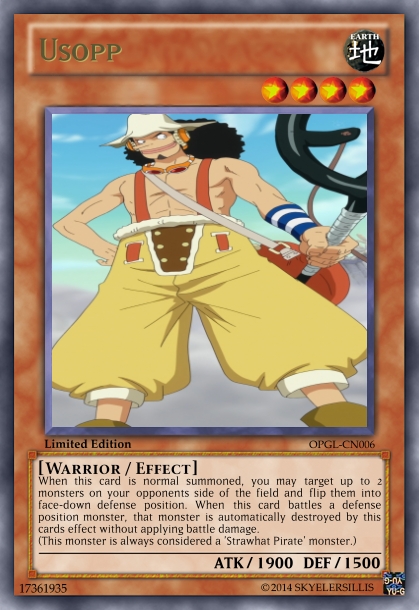 Usopp
EARTH
地
Limited Edition OPGL-CN006
[WARRIOR / EFFECT]
When this card is normal summoned, you may target up to 2
monsters on your opponents side of the field and flip them into
face-down defense position. When this card battles a defense
position monster, that monster is automatically destroyed by this
cards effect without applying battle damage.
(This monster is always considered a 'Strawhat Pirate' monster.)
ATK / 1900 DEF / 1500
17361935 ©2014 SKYELERSILLIS
YU-G